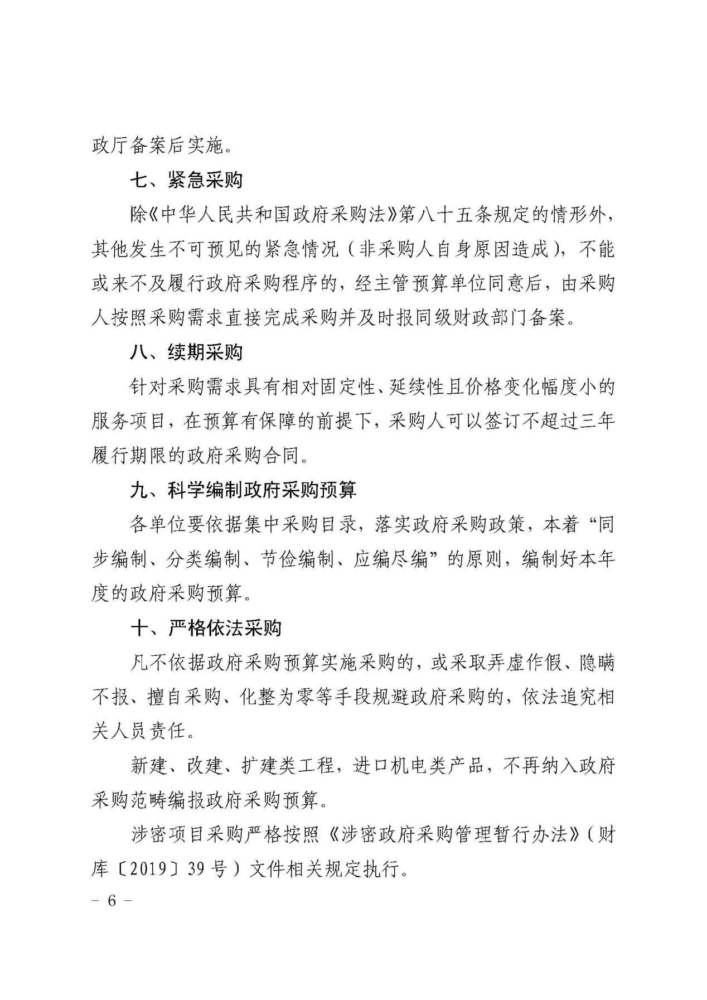 政厅备案后实施。
七、紧急采购
除《中华人民共和国政府采购法》第八十五条规定的情形外，
其他发生不可预见的紧急情况（非采购人自身原因造成），不能
或来不及履行政府采购程序的，经主管预算单位同意后，由采购
人按照采购需求直接完成采购并及时报同级财政部门备案。
八、续期采购
针对采购需求具有相对固定性、延续性且价格变化幅度小的
服务项目，在预算有保障的前提下，采购人可以签订不超过三年
履行期限的政府采购合同。
九、科学编制政府采购预算
各单位要依据集中采购目录，落实政府采购政策，本着“同
步编制、分类编制、节俭编制、应编尽编”的原则，编制好本年
度的政府采购预算。
十、严格依法采购
凡不依据政府采购预算实施采购的，或采取弄虚作假、隐瞒
不报、擅自采购、化整为零等手段规避政府采购的，依法追究相
关人员责任。
新建、改建、扩建类工程，进口机电类产品，不再纳入政府
采购范畴编报政府采购预算。
涉密项目采购严格按照《涉密政府采购管理暂行办法》（财
库〔2019〕39号）文件相关规定执行。
- 6 -